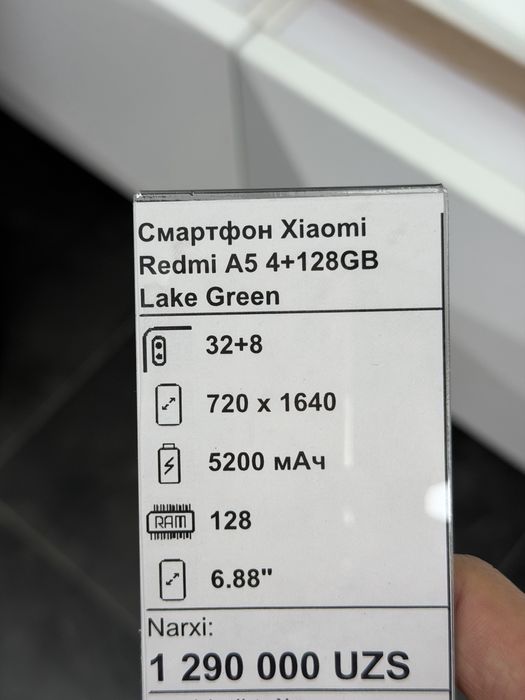 Смартфон Xiaomi
Redmi A5 4+128GB
Lake Green
32+8
720 x 1640
5200 мАч
RAM 128
6.88"
Narxi:
1 290 000 UZS